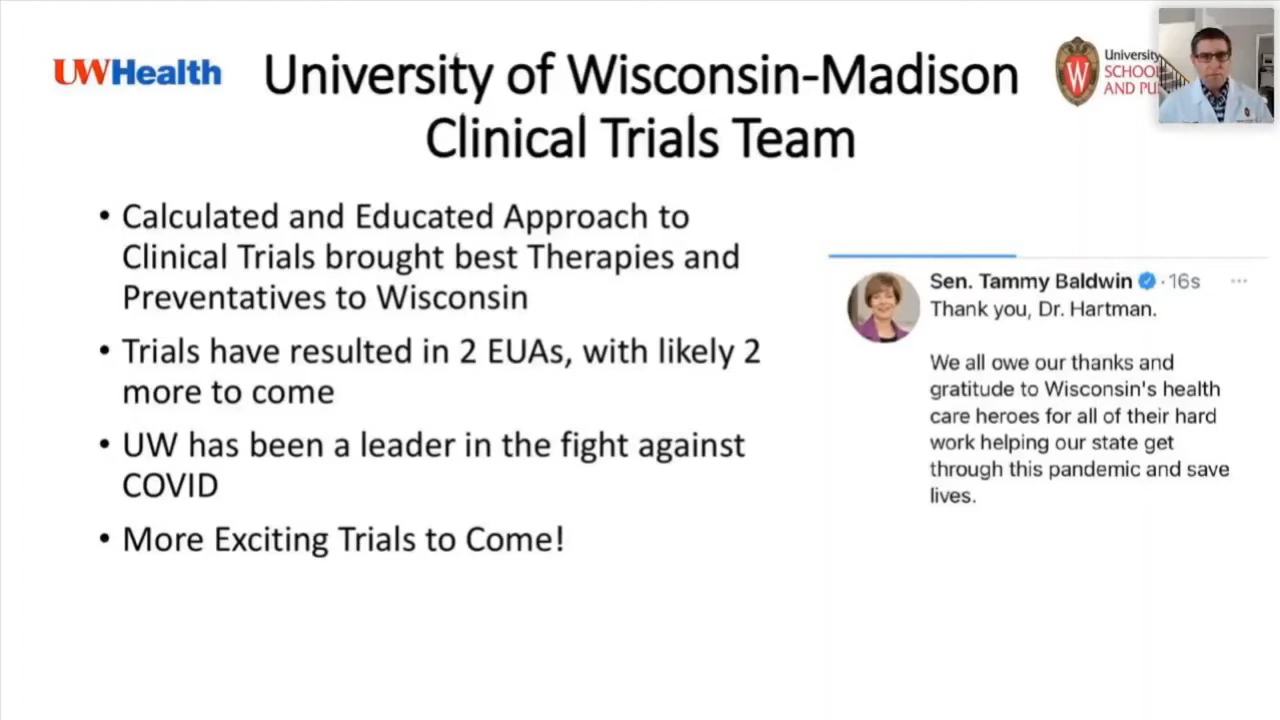 UWHealth
University of Wisconsin-Madison
Clinical Trials Team
University
SCHOO
AND PU
• Calculated and Educated Approach to
Clinical Trials brought best Therapies and
Preventatives to Wisconsin
• Trials have resulted in 2 EUAs, with likely 2
more to come
• UW has been a leader in the fight against
COVID
• More Exciting Trials to Come!
Sen. Tammy Baldwin · 16s ...
Thank you, Dr. Hartman.
We all owe our thanks and
gratitude to Wisconsin's health
care heroes for all of their hard
work helping our state get
through this pandemic and save
lives.